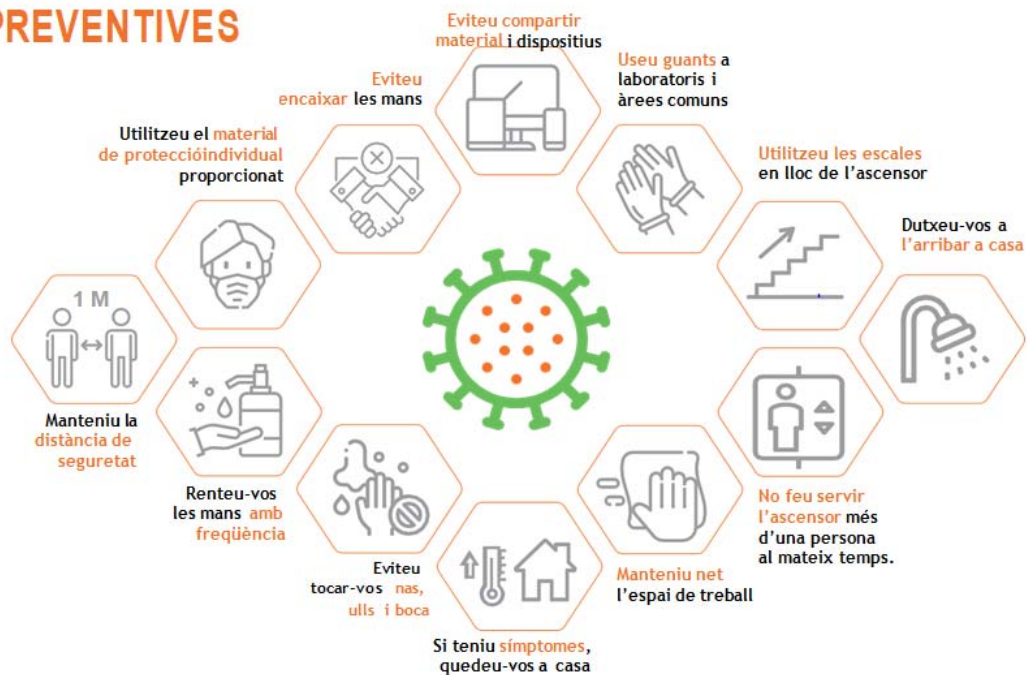 PREVENTIVES
Eviteu compartir
material i dispositius
Useu guants a
laboratoris i
àrees comuns
Eviteu
encaixar les mans
Utilitzeu el material
de proteccióindividual
proporcionat
Utilitzeu les escales
en lloc de l'ascensor
Dutxeu-vos a
l'arribar a casa
1 M
Manteniu la
distància de
seguretat
Renteu-vos
les mans amb
freqüència
Eviteu
tocar-vos nas,
ulls i boca
Si teniu símptomes,
quedeu-vos a casa
Manteniu net
l'espai de treball
No feu servir
l'ascensor més
d'una persona
al mateix temps.